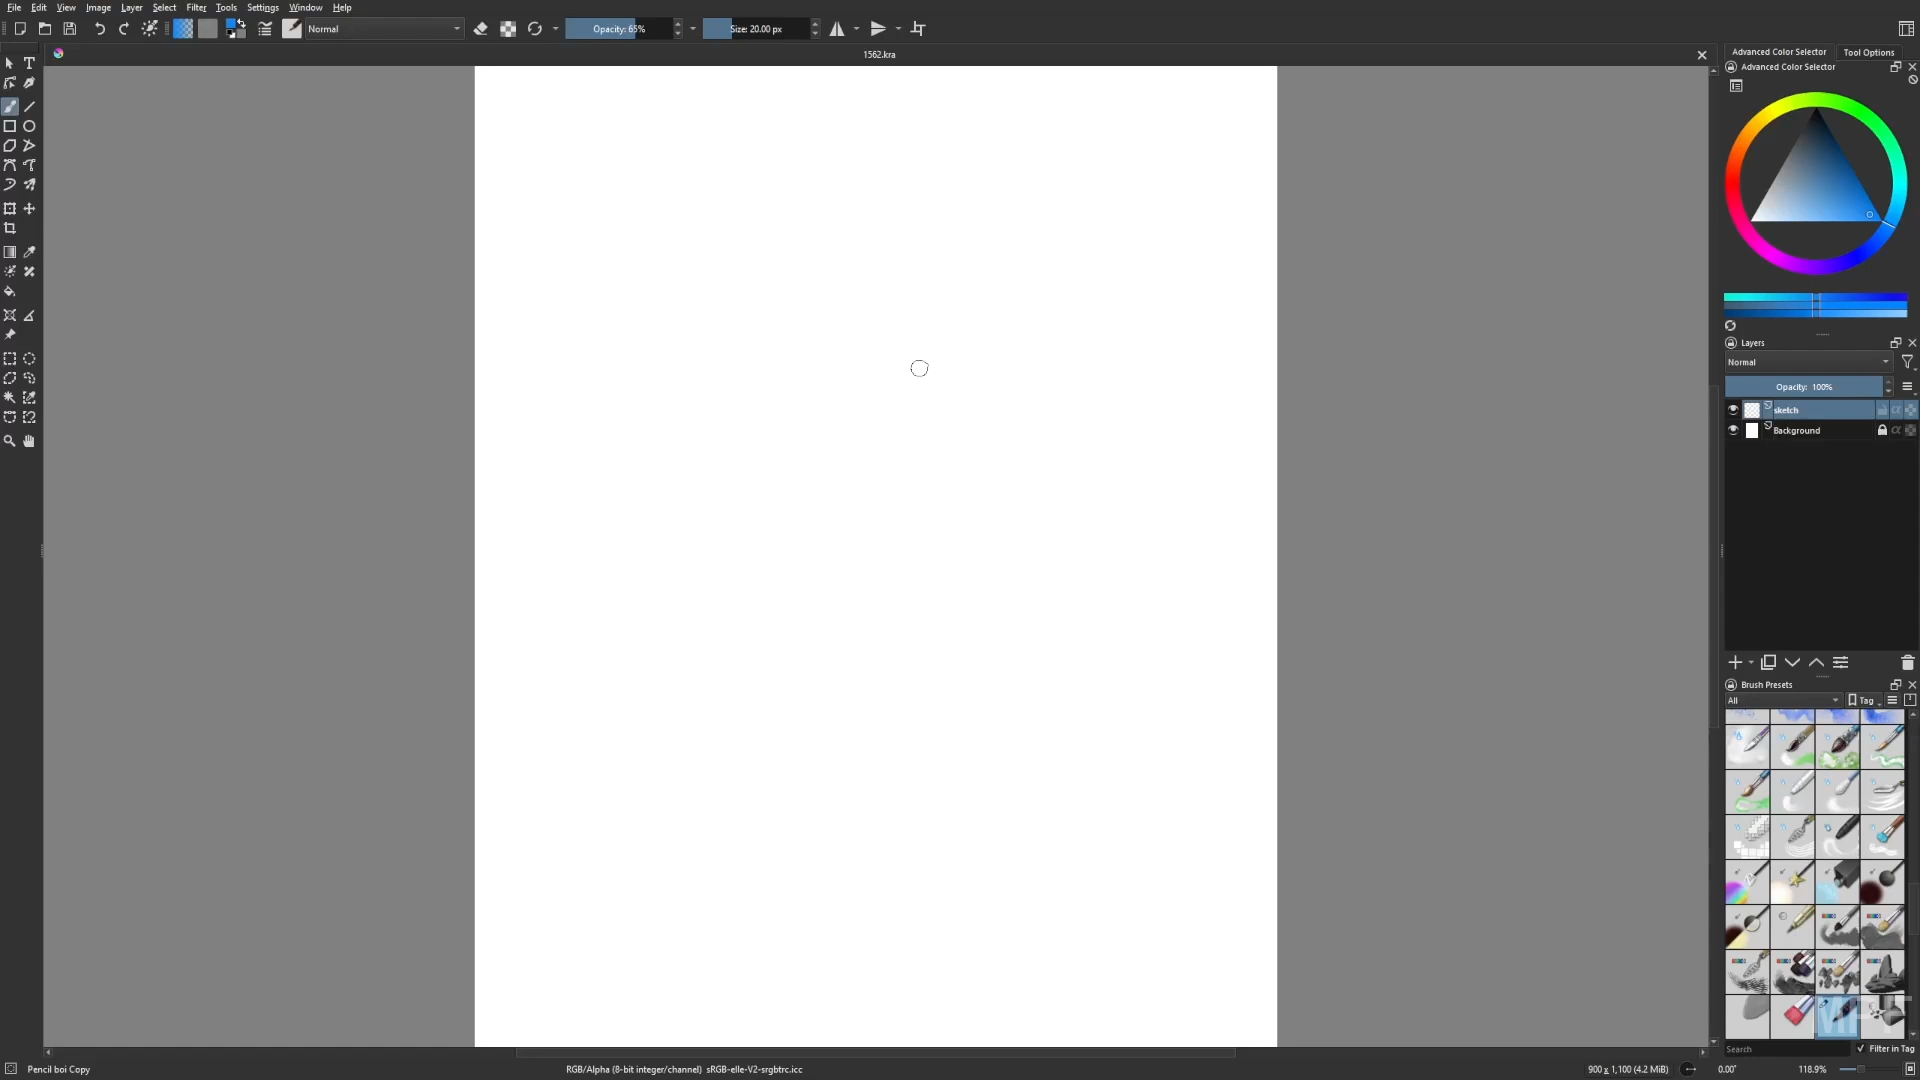 File Edit View Image Layer Select Filter Tools Settings Window Help
Normal Opacity: 65% Size: 20.00 px
1562.kra
Advanced Color Selector Tool Options
Advanced Color Selector
Layers
Normal
Opacity: 100%
sketch
Background
Brush Presets
All Tag
Search Filter in Tag
Pencil boi Copy RGB/Alpha (8-bit integer/channel) sRGB-elle-V2-srgbtrc.icc 900 x 1,100 (4.2 MiB) 0.00° 118.9%